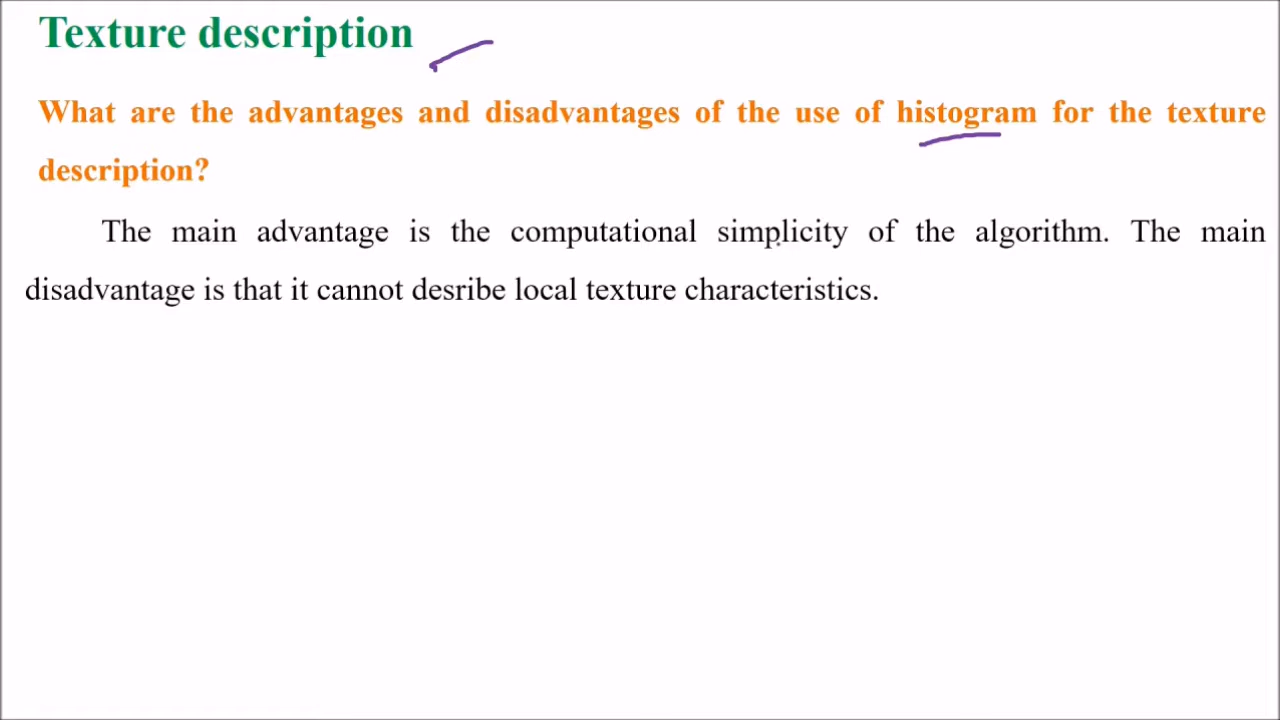 Texture description
What are the advantages and disadvantages of the use of histogram for the texture
description?
The main advantage is the computational simplicity of the algorithm. The main
disadvantage is that it cannot desribe local texture characteristics.